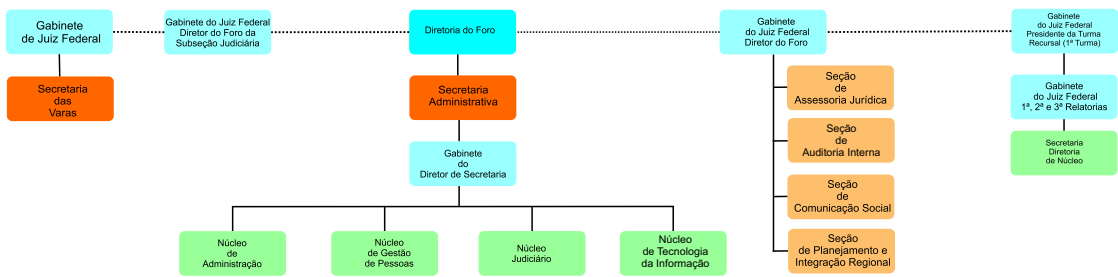 Gabinete
de Juiz Federal
Gabinete do Juiz Federal
Diretor do Foro da
Subseção Judiciária
Diretoria do Foro
Gabinete
do Juiz Federal
Diretor do Foro
Gabinete
do Juiz Federal
Presidente da Turma
Recursal (1ª Turma)
Secretaria
das
Varas
Secretaria
Administrativa
Seção
de
Assessoria Jurídica
Gabinete
do Juiz Federal
1ª, 2ª e 3ª Relatorias
Gabinete
do
Diretor de Secretaria
Seção
de
Auditoria Interna
Secretaria
Diretoria
de Núcleo
Seção
de
Comunicação Social
Núcleo
de
Administração
Núcleo
de Gestão
de Pessoas
Núcleo
Judiciário
Núcleo
de Tecnologia
da Informação
Seção
de Planejamento e
Integração Regional